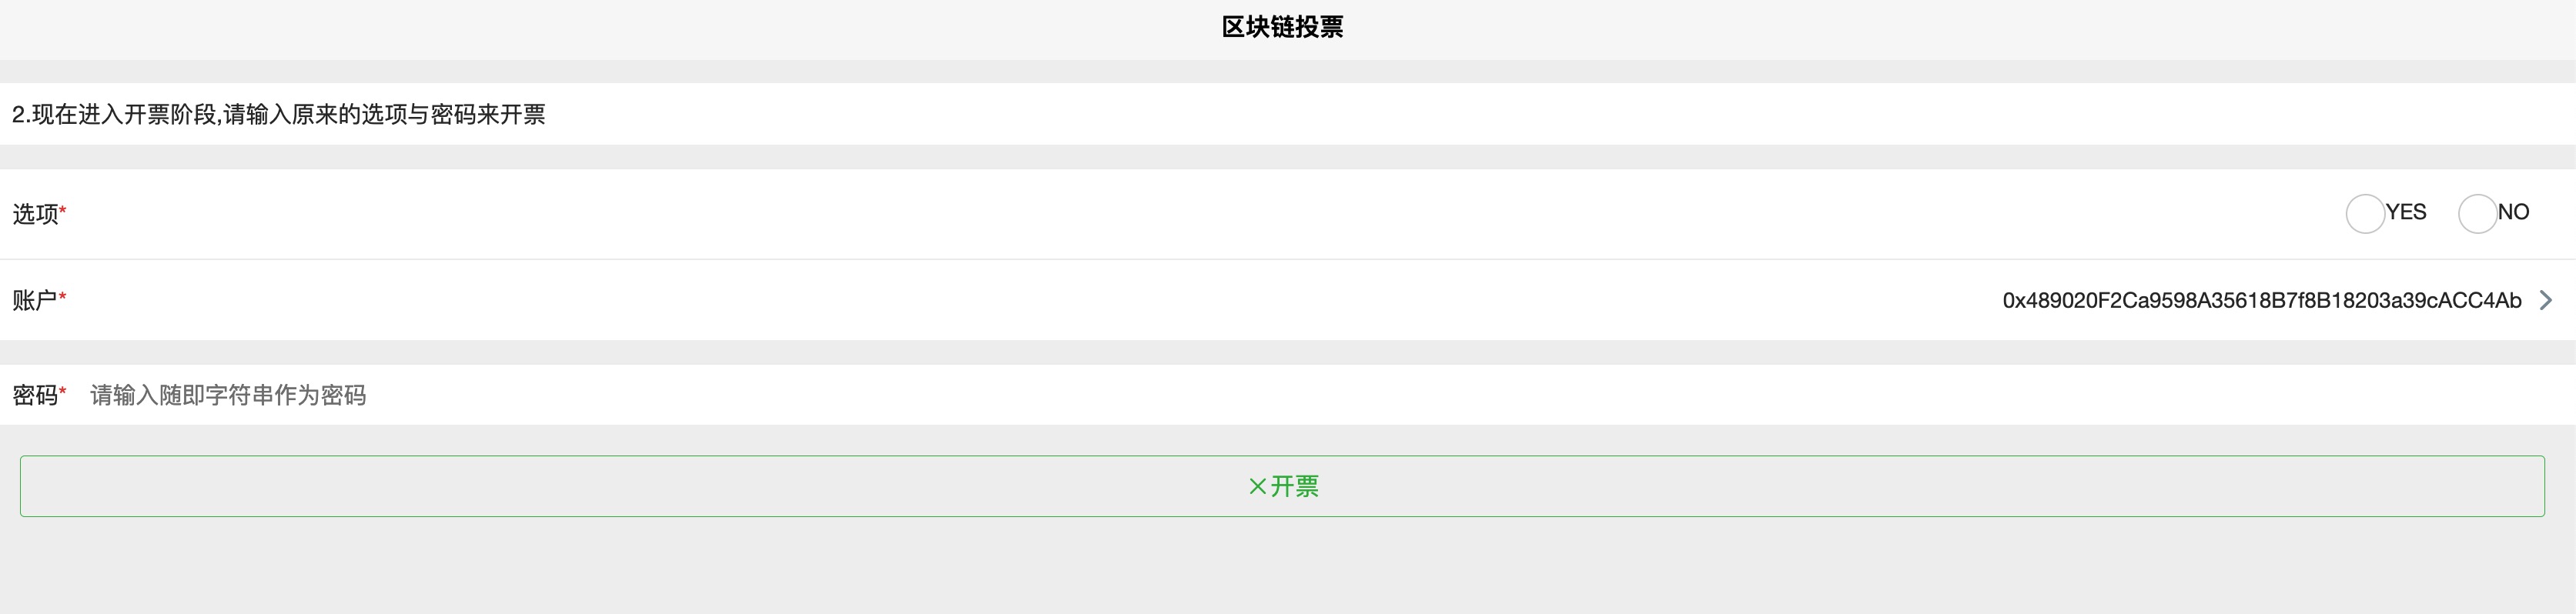 区块链投票
2.现在进入开票阶段,请输入原来的选项与密码来开票
选项* YES NO
账户* 0x489020F2Ca9598A35618B7f8B18203a39cACC4Ab
密码* 请输入随即字符串作为密码
×开票